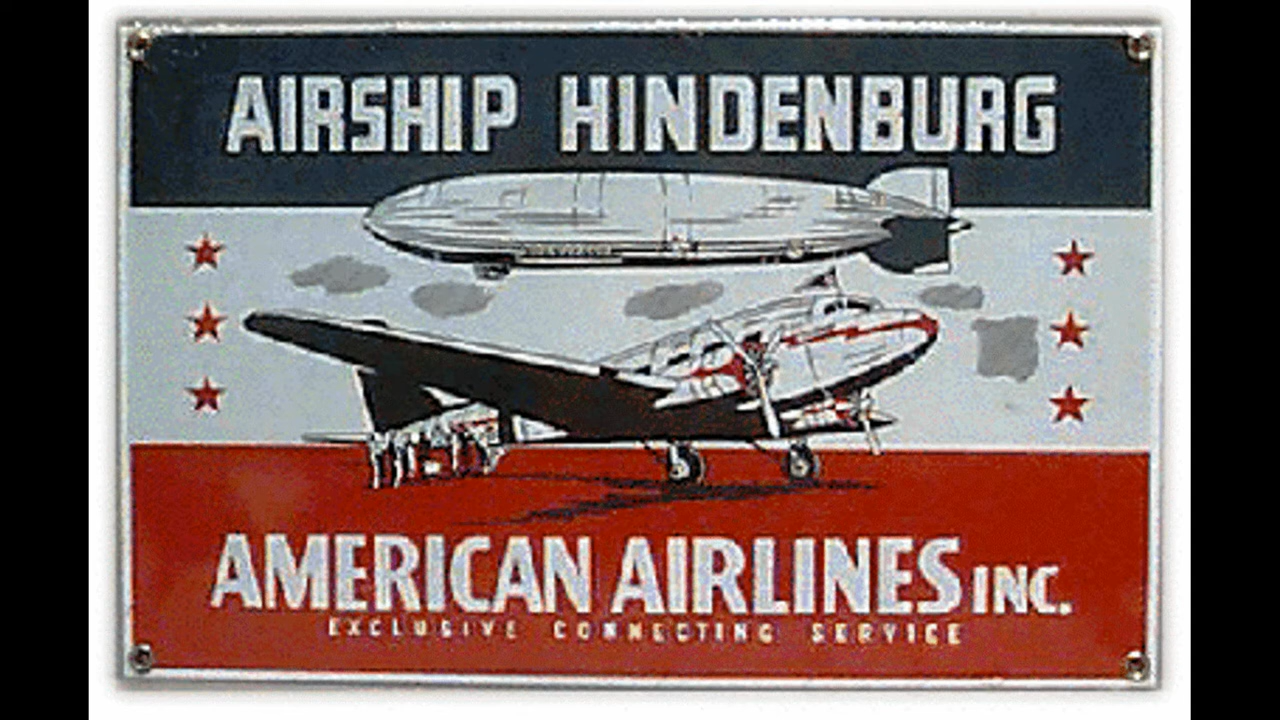 AIRSHIP HINDENBURG
AMERICAN AIRLINES INC.
EXCLUSIVE CONNECTING SERVICE